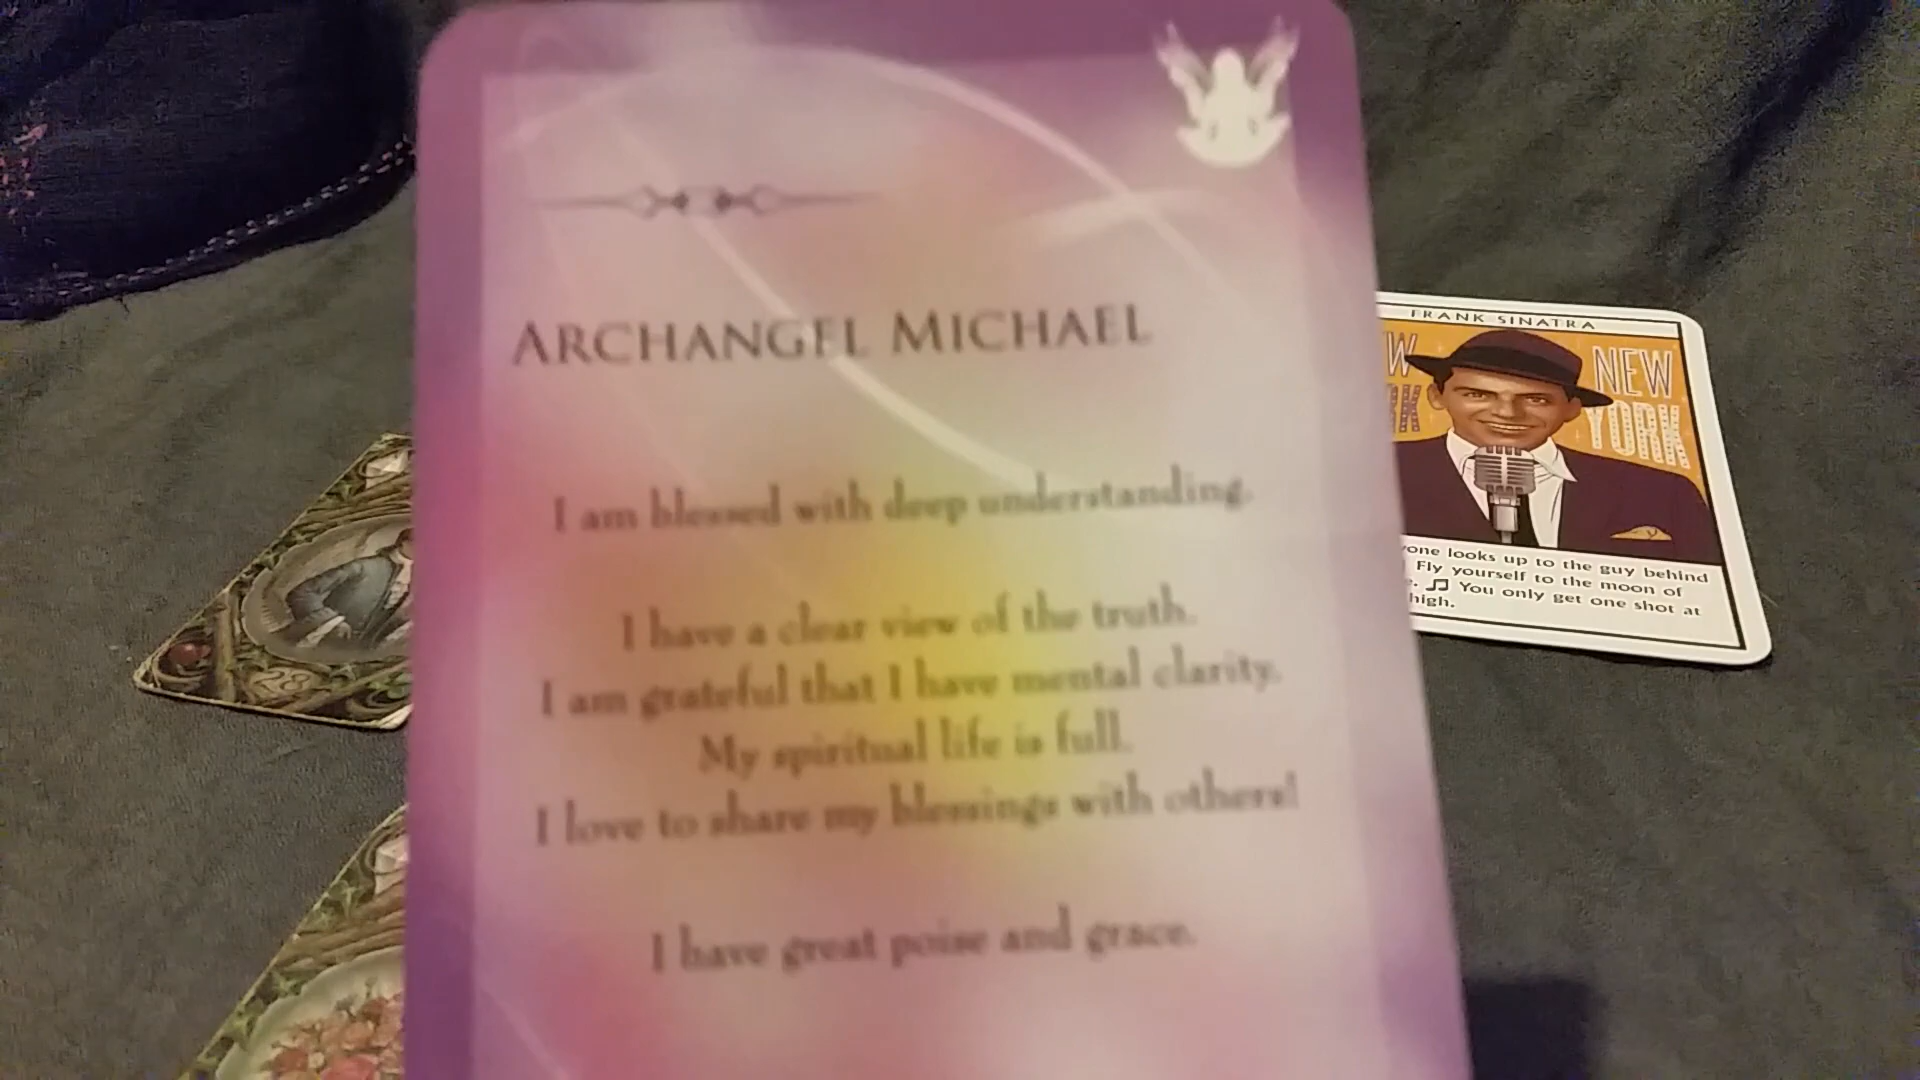 ARCHANGEL MICHAEL
I am blessed with deep understanding.
I have a clear view of the truth.
I am grateful that I have mental clarity.
My spiritual life is full.
I love to share my blessings with others!
I have great poise and grace.
28
FRANK SINATRA
NEW
YORK
looks up to the guy behind
Fly yourself to the moon of
♫ You only get one shot at
high.